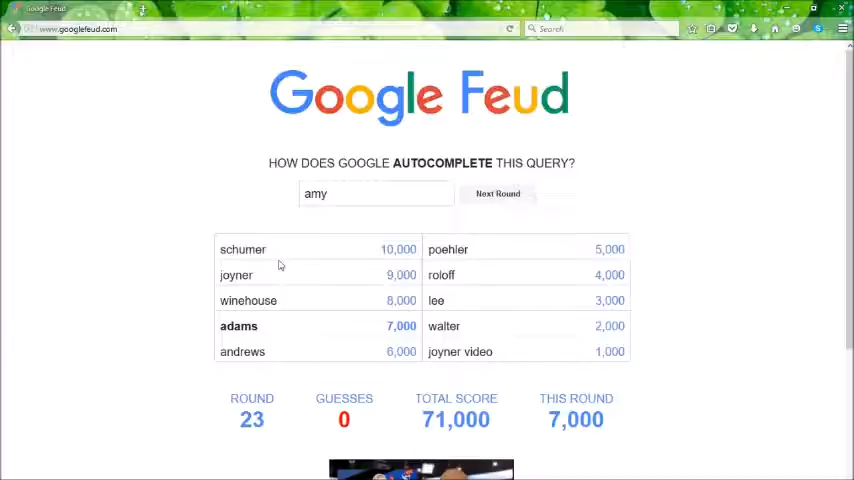 Google Feud
www.googlefeud.com
Search
Google Feud
HOW DOES GOOGLE AUTOCOMPLETE THIS QUERY?
amy
Next Round
schumer 10,000
joyner 9,000
winehouse 8,000
adams 7,000
andrews 6,000
poehler 5,000
roloff 4,000
lee 3,000
walter 2,000
joyner video 1,000
ROUND
23
GUESSES
0
TOTAL SCORE
71,000
THIS ROUND
7,000